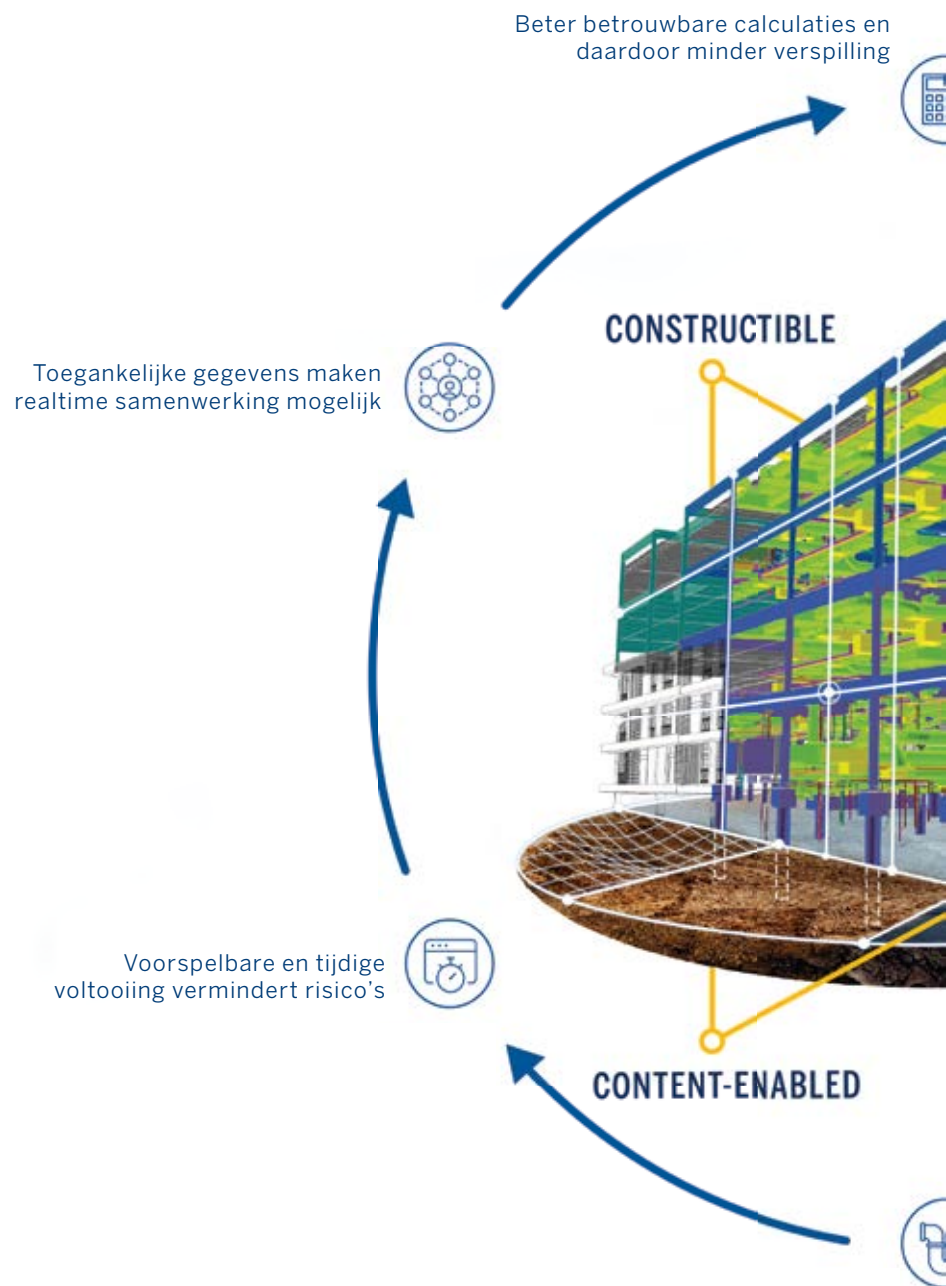 Beter betrouwbare calculaties en
daardoor minder verspilling
CONSTRUCTIBLE
Toegankelijke gegevens maken
realtime samenwerking mogelijk
Voorspelbare en tijdige
voltooiing vermindert risico's
CONTENT-ENABLED